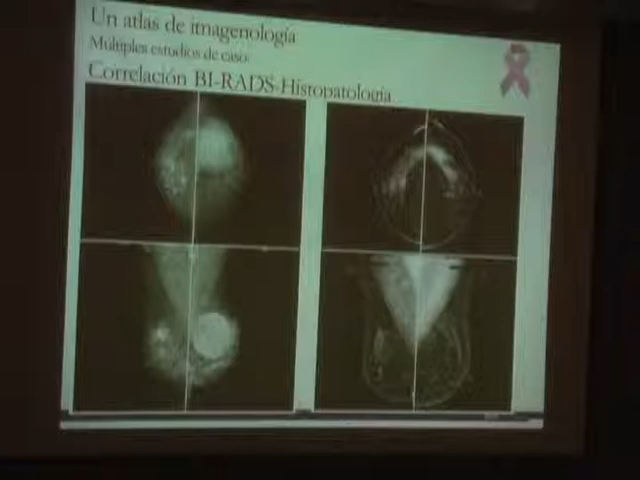 Un atlas de imagenología
Múltiples estudios de caso
Correlación BI-RADS-Histopatología